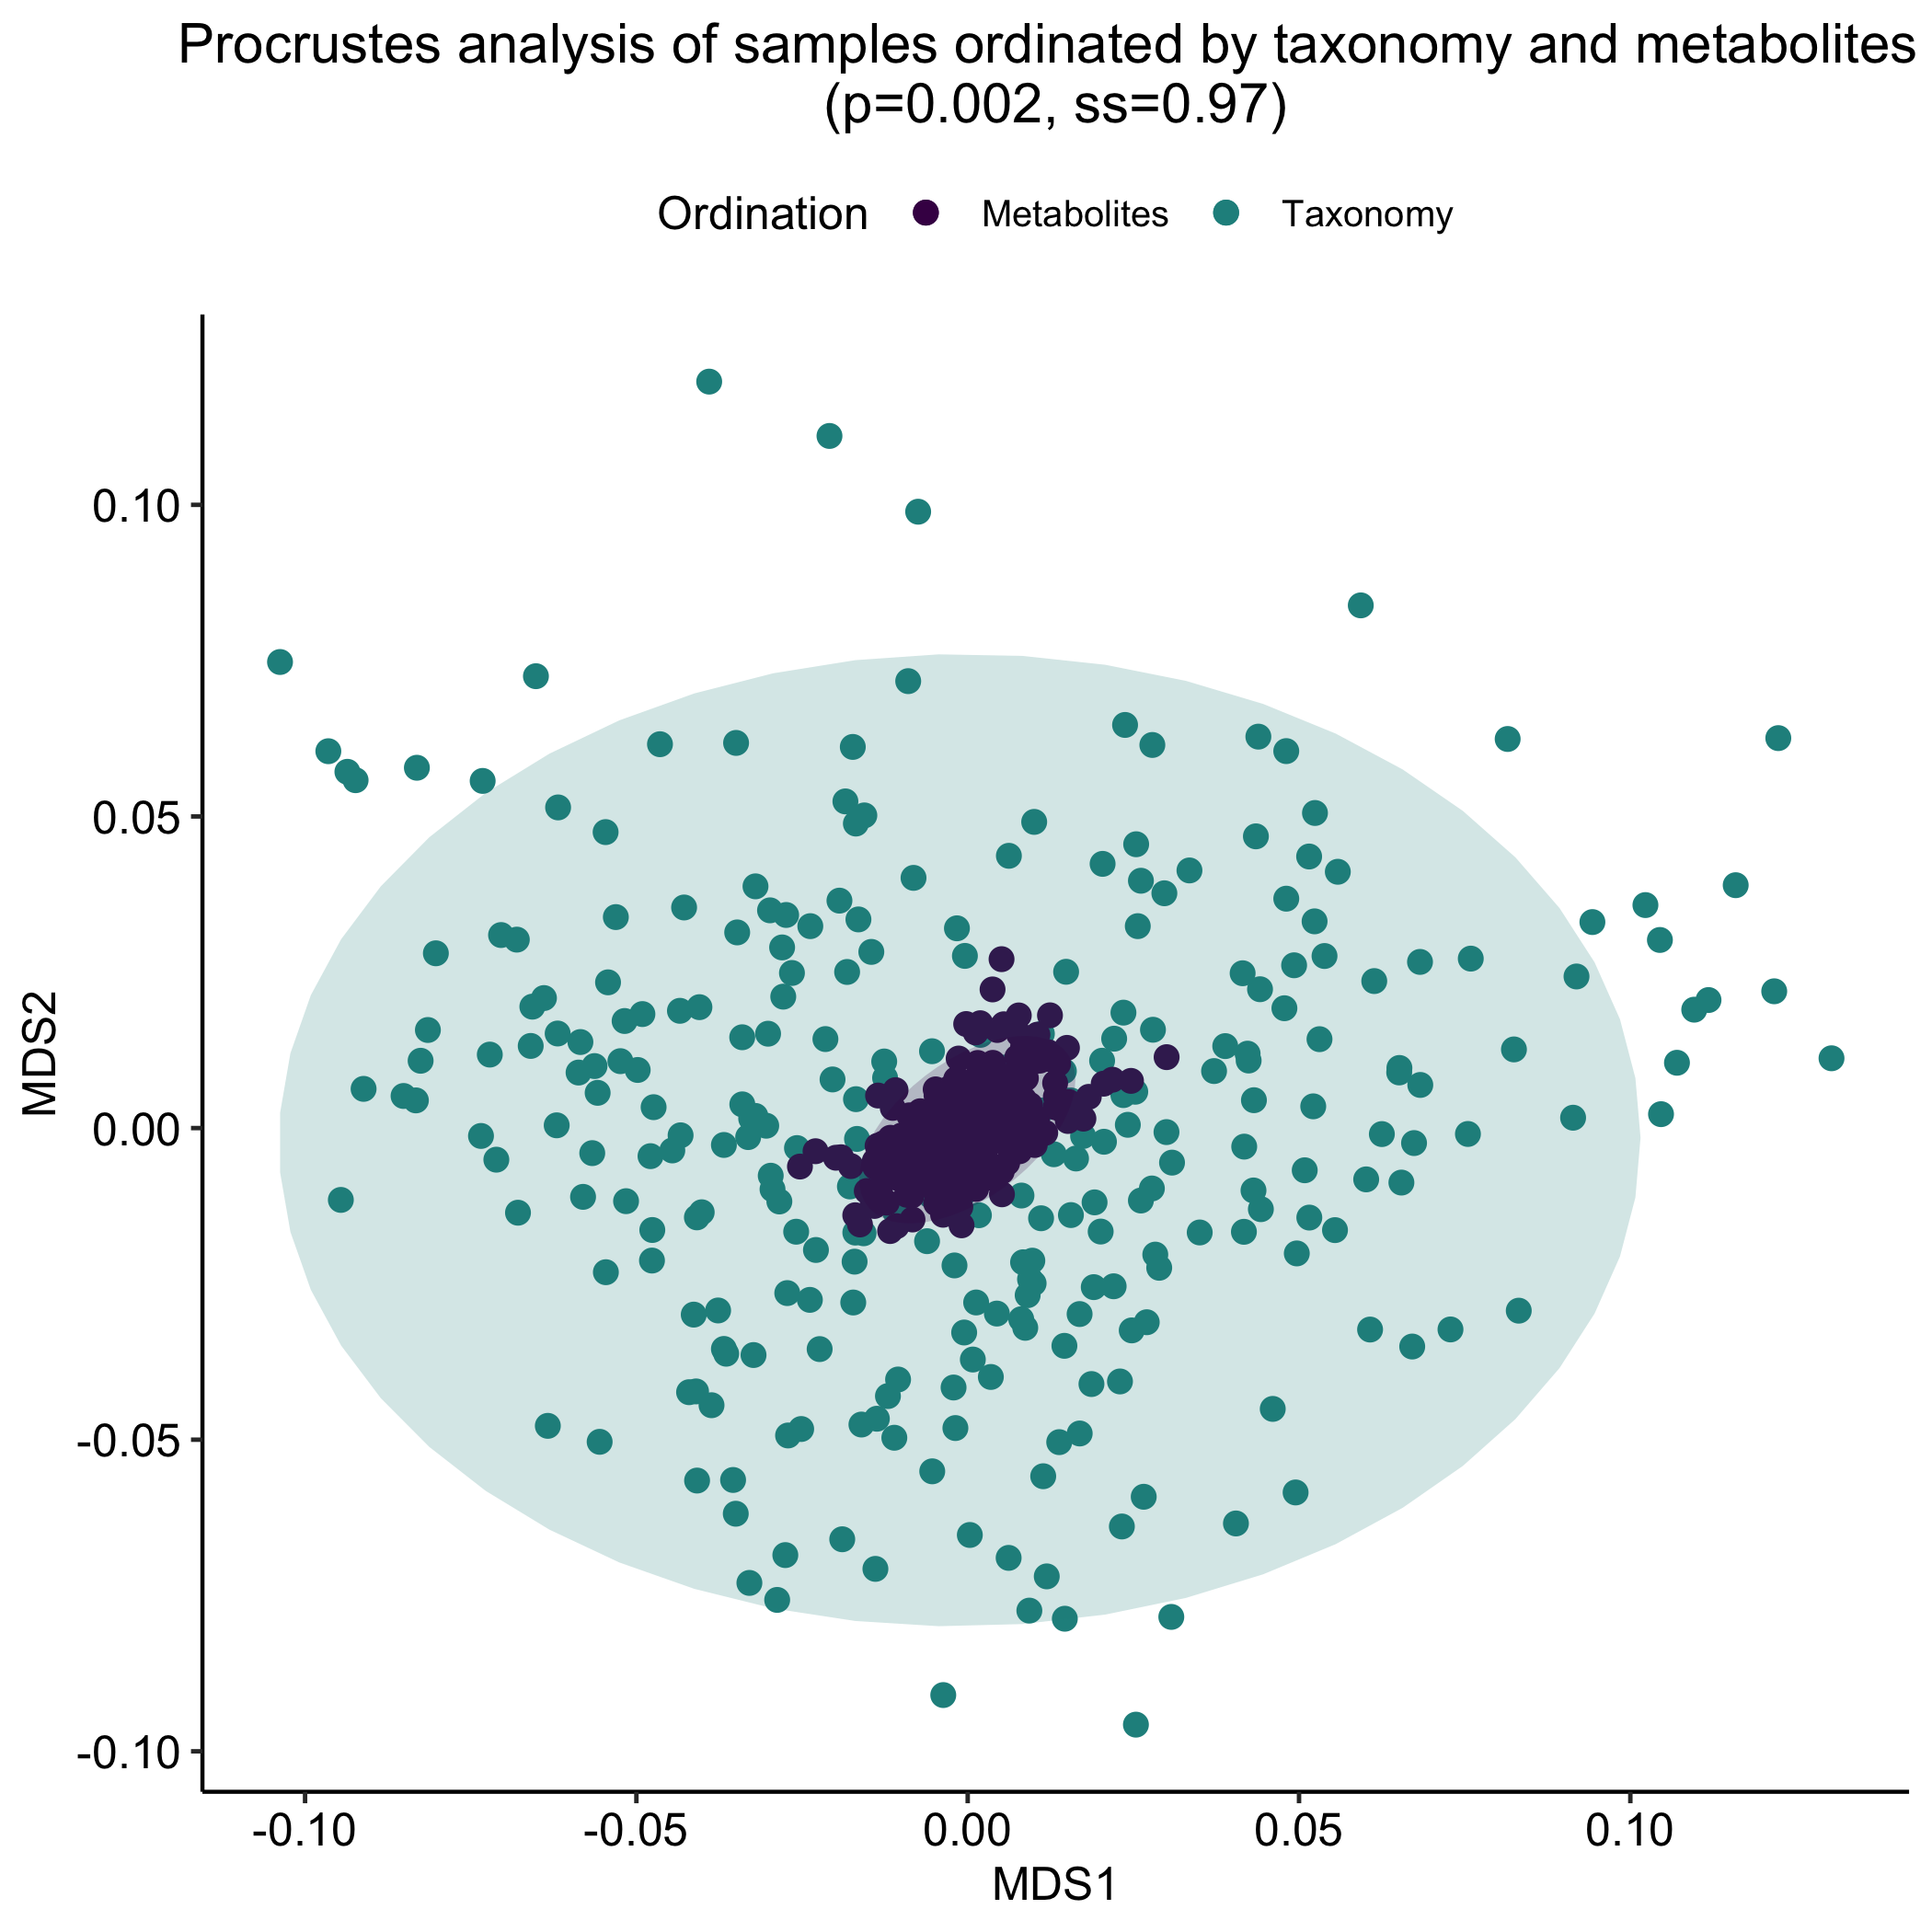 Procrustes analysis of samples ordinated by taxonomy and metabolites
(p=0.002, ss=0.97)
Ordination Metabolites Taxonomy
0.10
0.05
0.00
-0.05
-0.10
MDS2
-0.10 -0.05 0.00 0.05 0.10
MDS1